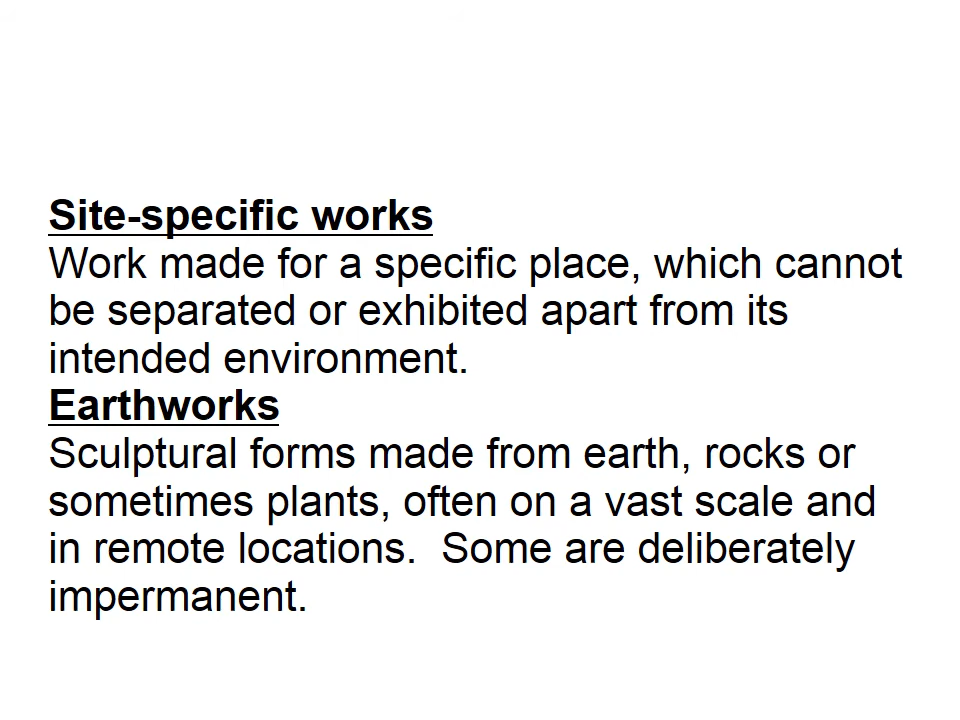 Site-specific works
Work made for a specific place, which cannot
be separated or exhibited apart from its
intended environment.
Earthworks
Sculptural forms made from earth, rocks or
sometimes plants, often on a vast scale and
in remote locations.  Some are deliberately
impermanent.